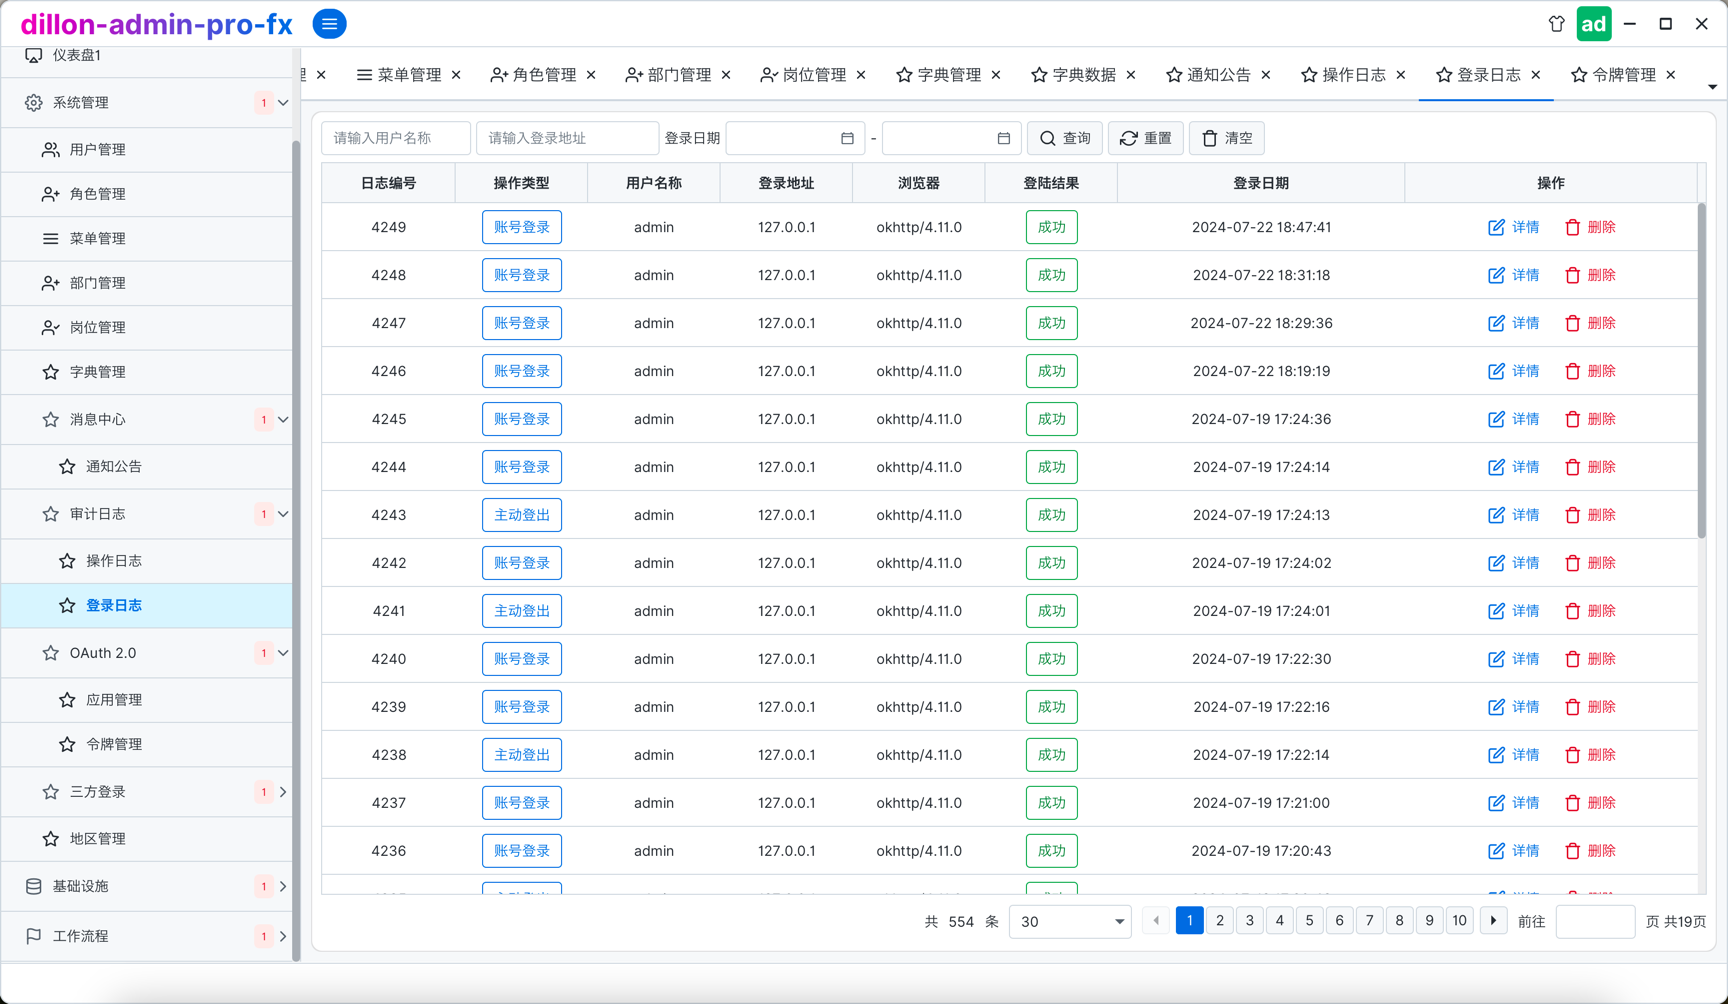 dillon-admin-pro-fx
ad
仪表盘1
系统管理 1
用户管理
角色管理
菜单管理
部门管理
岗位管理
字典管理
消息中心 1
通知公告
审计日志 1
操作日志
登录日志
OAuth 2.0 1
应用管理
令牌管理
三方登录 1
地区管理
基础设施 1
工作流程 1
菜单管理 角色管理 部门管理 岗位管理 字典管理 字典数据 通知公告 操作日志 登录日志 令牌管理
请输入用户名称 请输入登录地址 登录日期 - 查询 重置 清空
日志编号 操作类型 用户名称 登录地址 浏览器 登陆结果 登录日期 操作
4249 账号登录 admin 127.0.0.1 okhttp/4.11.0 成功 2024-07-22 18:47:41 详情 删除
4248 账号登录 admin 127.0.0.1 okhttp/4.11.0 成功 2024-07-22 18:31:18 详情 删除
4247 账号登录 admin 127.0.0.1 okhttp/4.11.0 成功 2024-07-22 18:29:36 详情 删除
4246 账号登录 admin 127.0.0.1 okhttp/4.11.0 成功 2024-07-22 18:19:19 详情 删除
4245 账号登录 admin 127.0.0.1 okhttp/4.11.0 成功 2024-07-19 17:24:36 详情 删除
4244 账号登录 admin 127.0.0.1 okhttp/4.11.0 成功 2024-07-19 17:24:14 详情 删除
4243 主动登出 admin 127.0.0.1 okhttp/4.11.0 成功 2024-07-19 17:24:13 详情 删除
4242 账号登录 admin 127.0.0.1 okhttp/4.11.0 成功 2024-07-19 17:24:02 详情 删除
4241 主动登出 admin 127.0.0.1 okhttp/4.11.0 成功 2024-07-19 17:24:01 详情 删除
4240 账号登录 admin 127.0.0.1 okhttp/4.11.0 成功 2024-07-19 17:22:30 详情 删除
4239 账号登录 admin 127.0.0.1 okhttp/4.11.0 成功 2024-07-19 17:22:16 详情 删除
4238 主动登出 admin 127.0.0.1 okhttp/4.11.0 成功 2024-07-19 17:22:14 详情 删除
4237 账号登录 admin 127.0.0.1 okhttp/4.11.0 成功 2024-07-19 17:21:00 详情 删除
4236 账号登录 admin 127.0.0.1 okhttp/4.11.0 成功 2024-07-19 17:20:43 详情 删除
共 554 条 30 1 2 3 4 5 6 7 8 9 10 前往 页 共19页